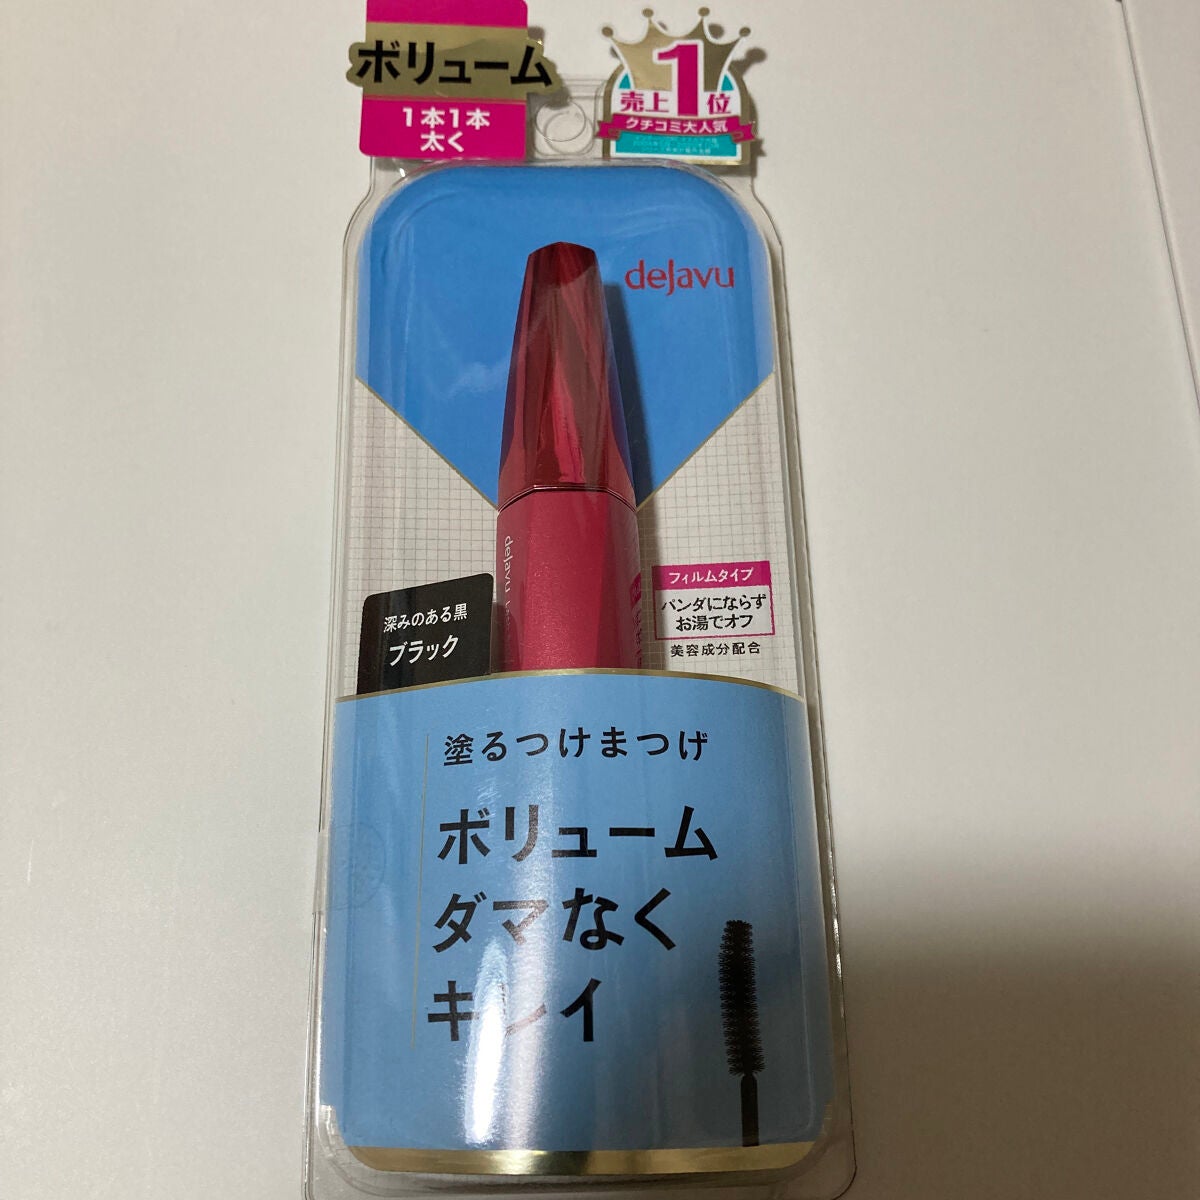 ボリューム
1本1本
太く
売上1位
クチコミ大人気
dejavu
dejavu
フィルムタイプ
パンダにならず
お湯でオフ
美容成分配合
深みのある黒
ブラック
塗るつけまつげ
ボリューム
ダマなく
キレイ